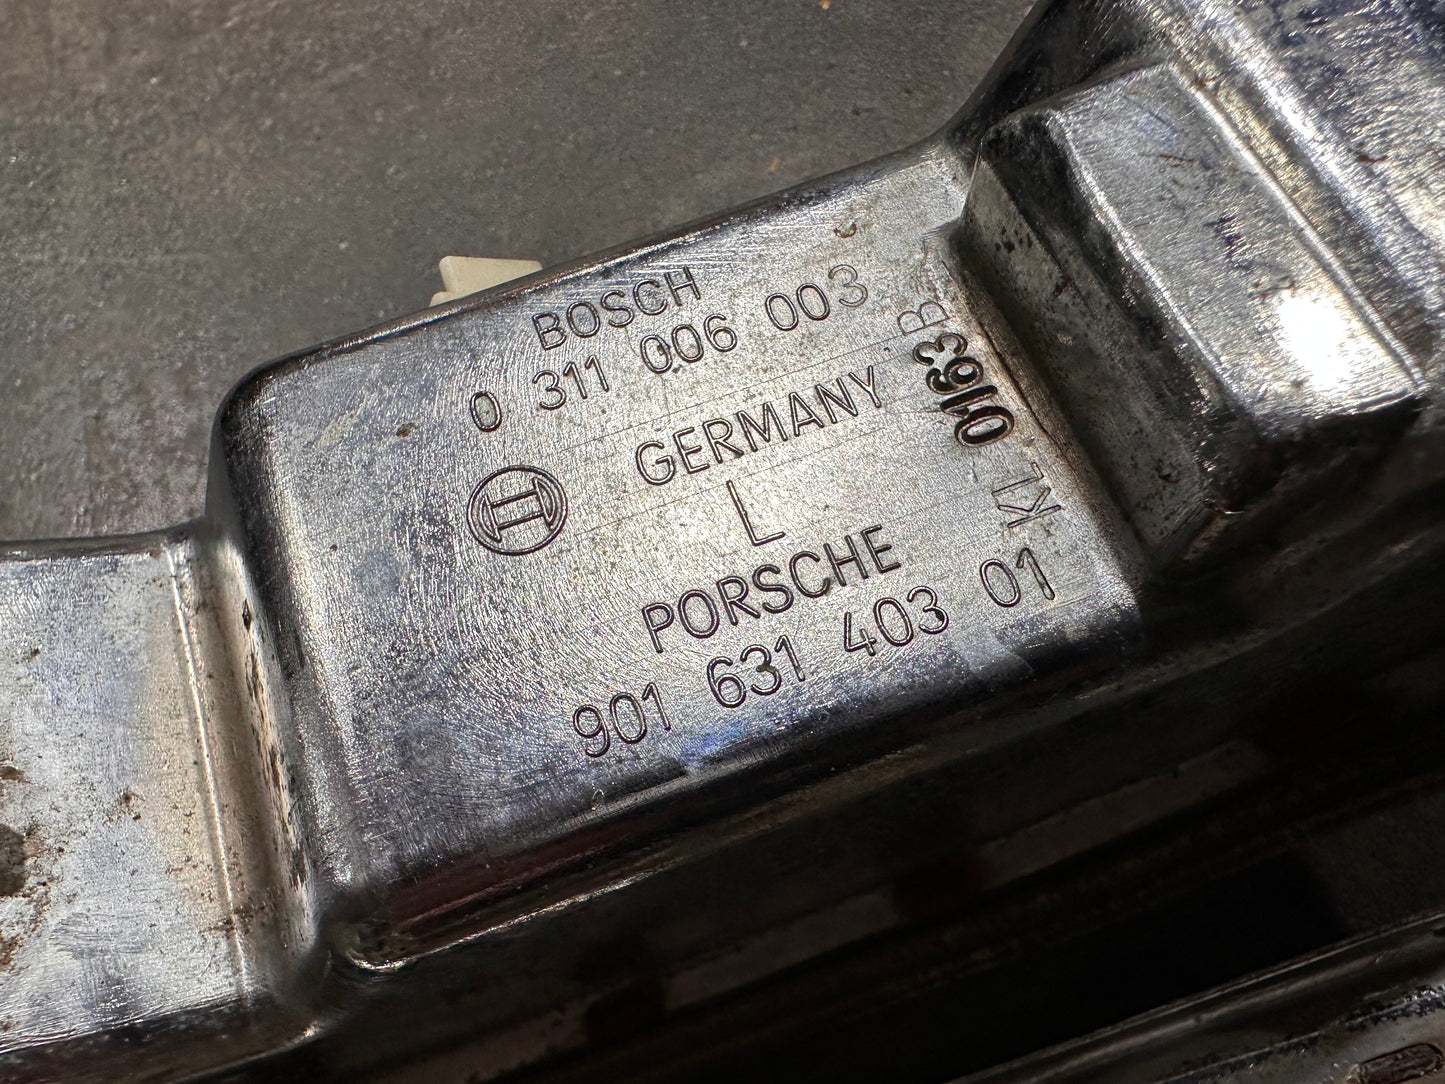 BOSCH
0 311 006 003
GERMANY
L
PORSCHE
901 631 403 01
KL. 0163 B